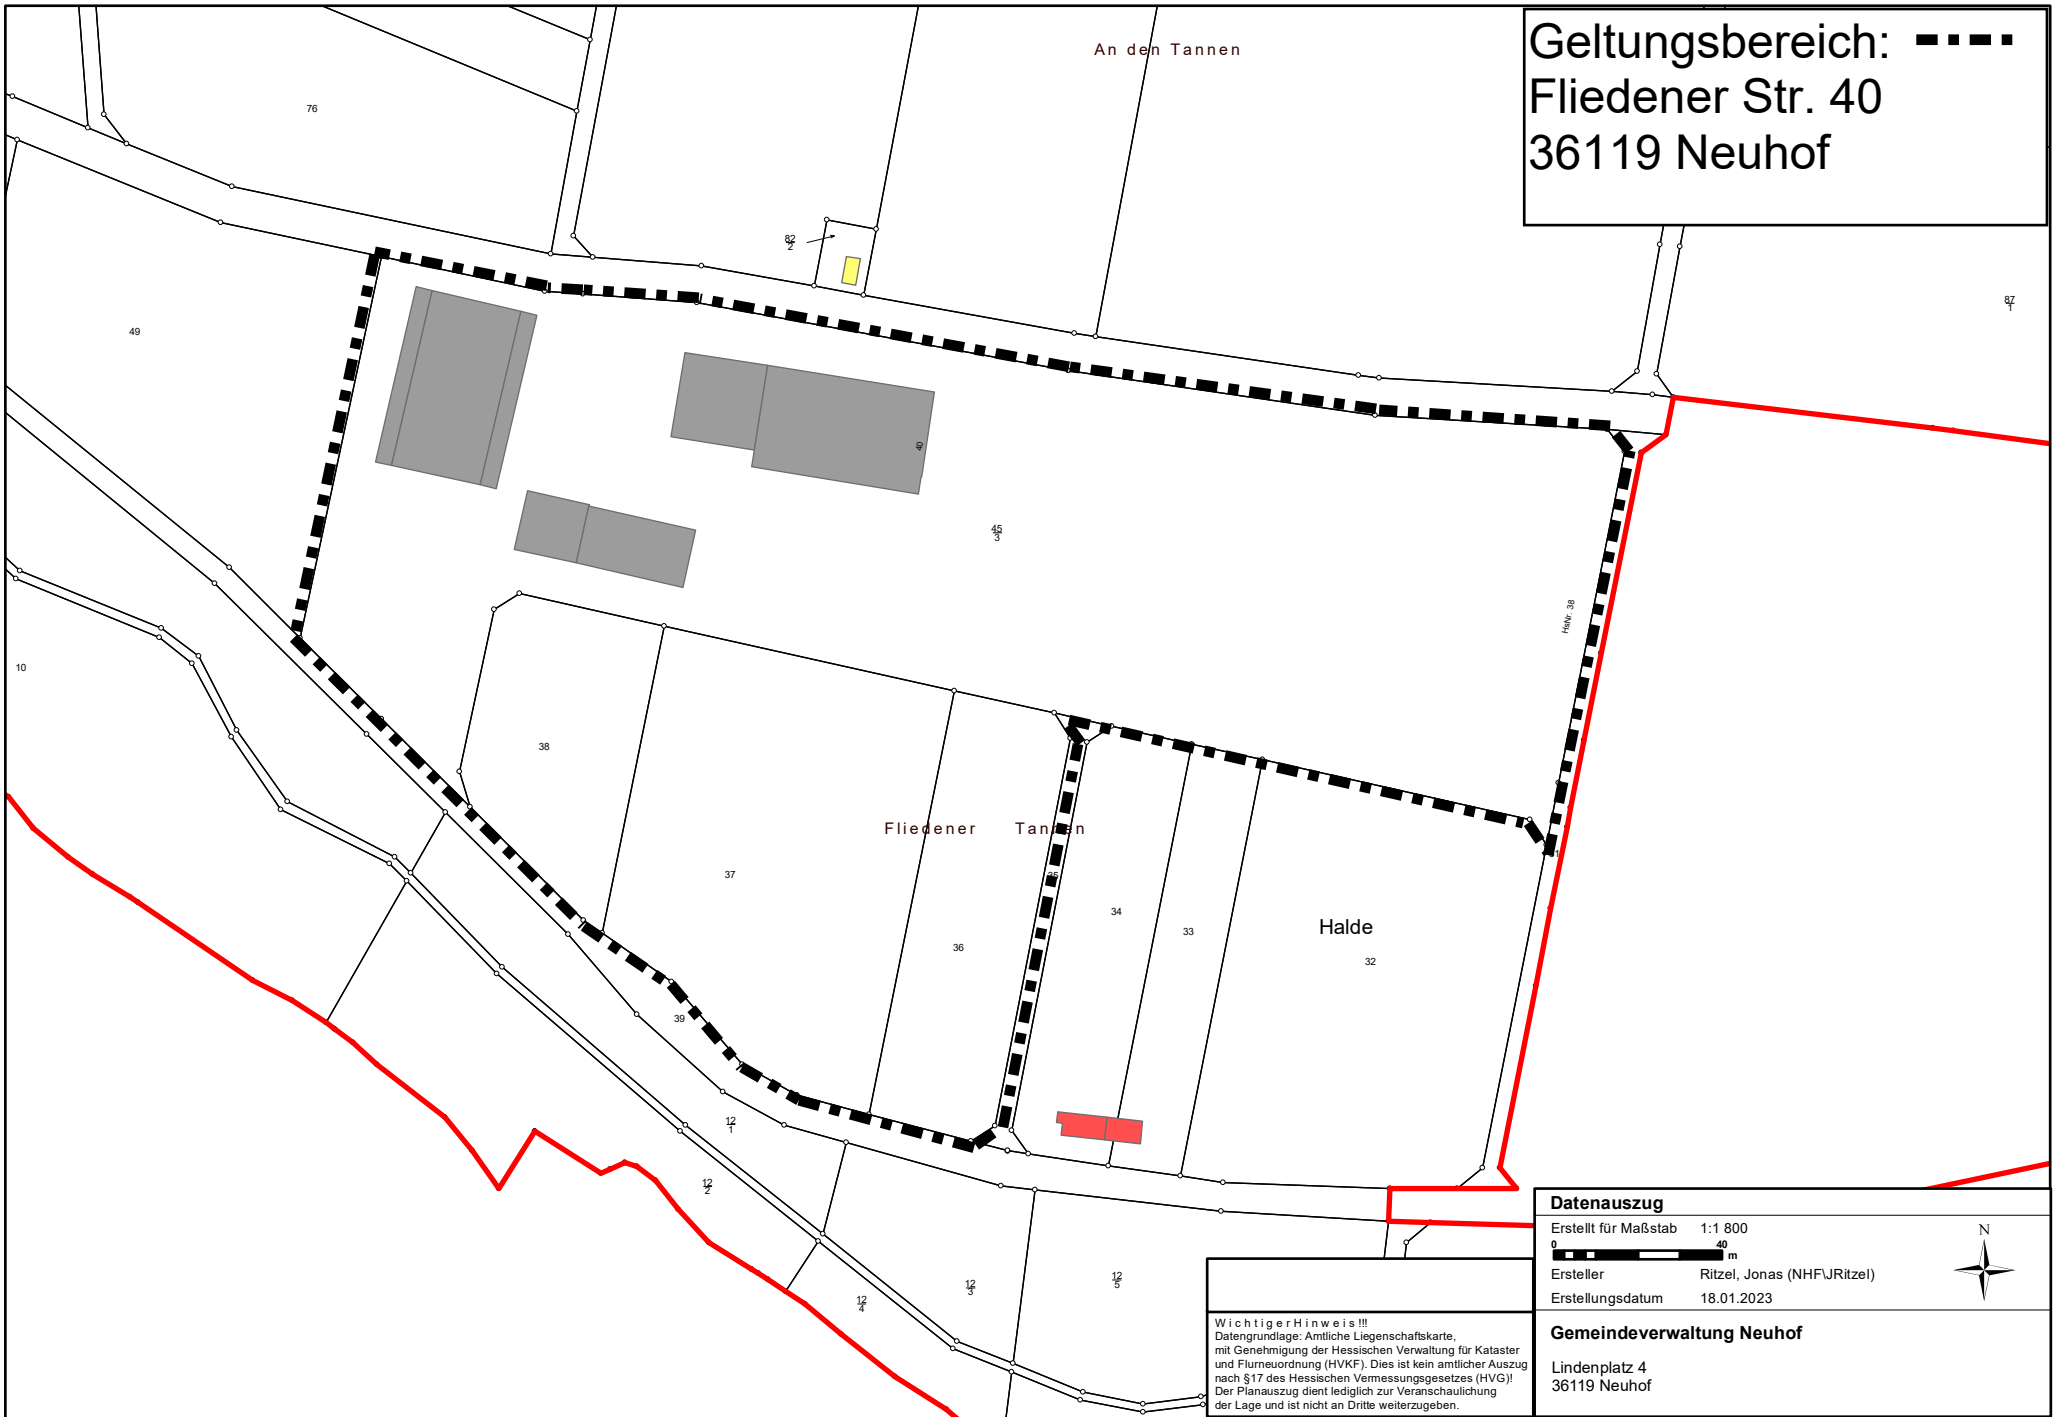 Geltungsbereich:
Fliedener Str. 40
36119 Neuhof
An den Tannen
76
82
2
87
1
49
40
45
3
HsNr. 38
10
38
Fliedener Tannen
37
35
34
33
36
Halde
32
39
12
1
12
2
12
3
12
4
12
5
Datenauszug
Erstellt für Maßstab 1:1 800
0 40
m
Ersteller Ritzel, Jonas (NHF\JRitzel)
Erstellungsdatum 18.01.2023
N
Gemeindeverwaltung Neuhof
Lindenplatz 4
36119 Neuhof
W i c h t i g e r H i n w e i s !!!
Datengrundlage: Amtliche Liegenschaftskarte,
mit Genehmigung der Hessischen Verwaltung für Kataster
und Flurneuordnung (HVKF). Dies ist kein amtlicher Auszug
nach §17 des Hessischen Vermessungsgesetzes (HVG)!
Der Planauszug dient lediglich zur Veranschaulichung
der Lage und ist nicht an Dritte weiterzugeben.